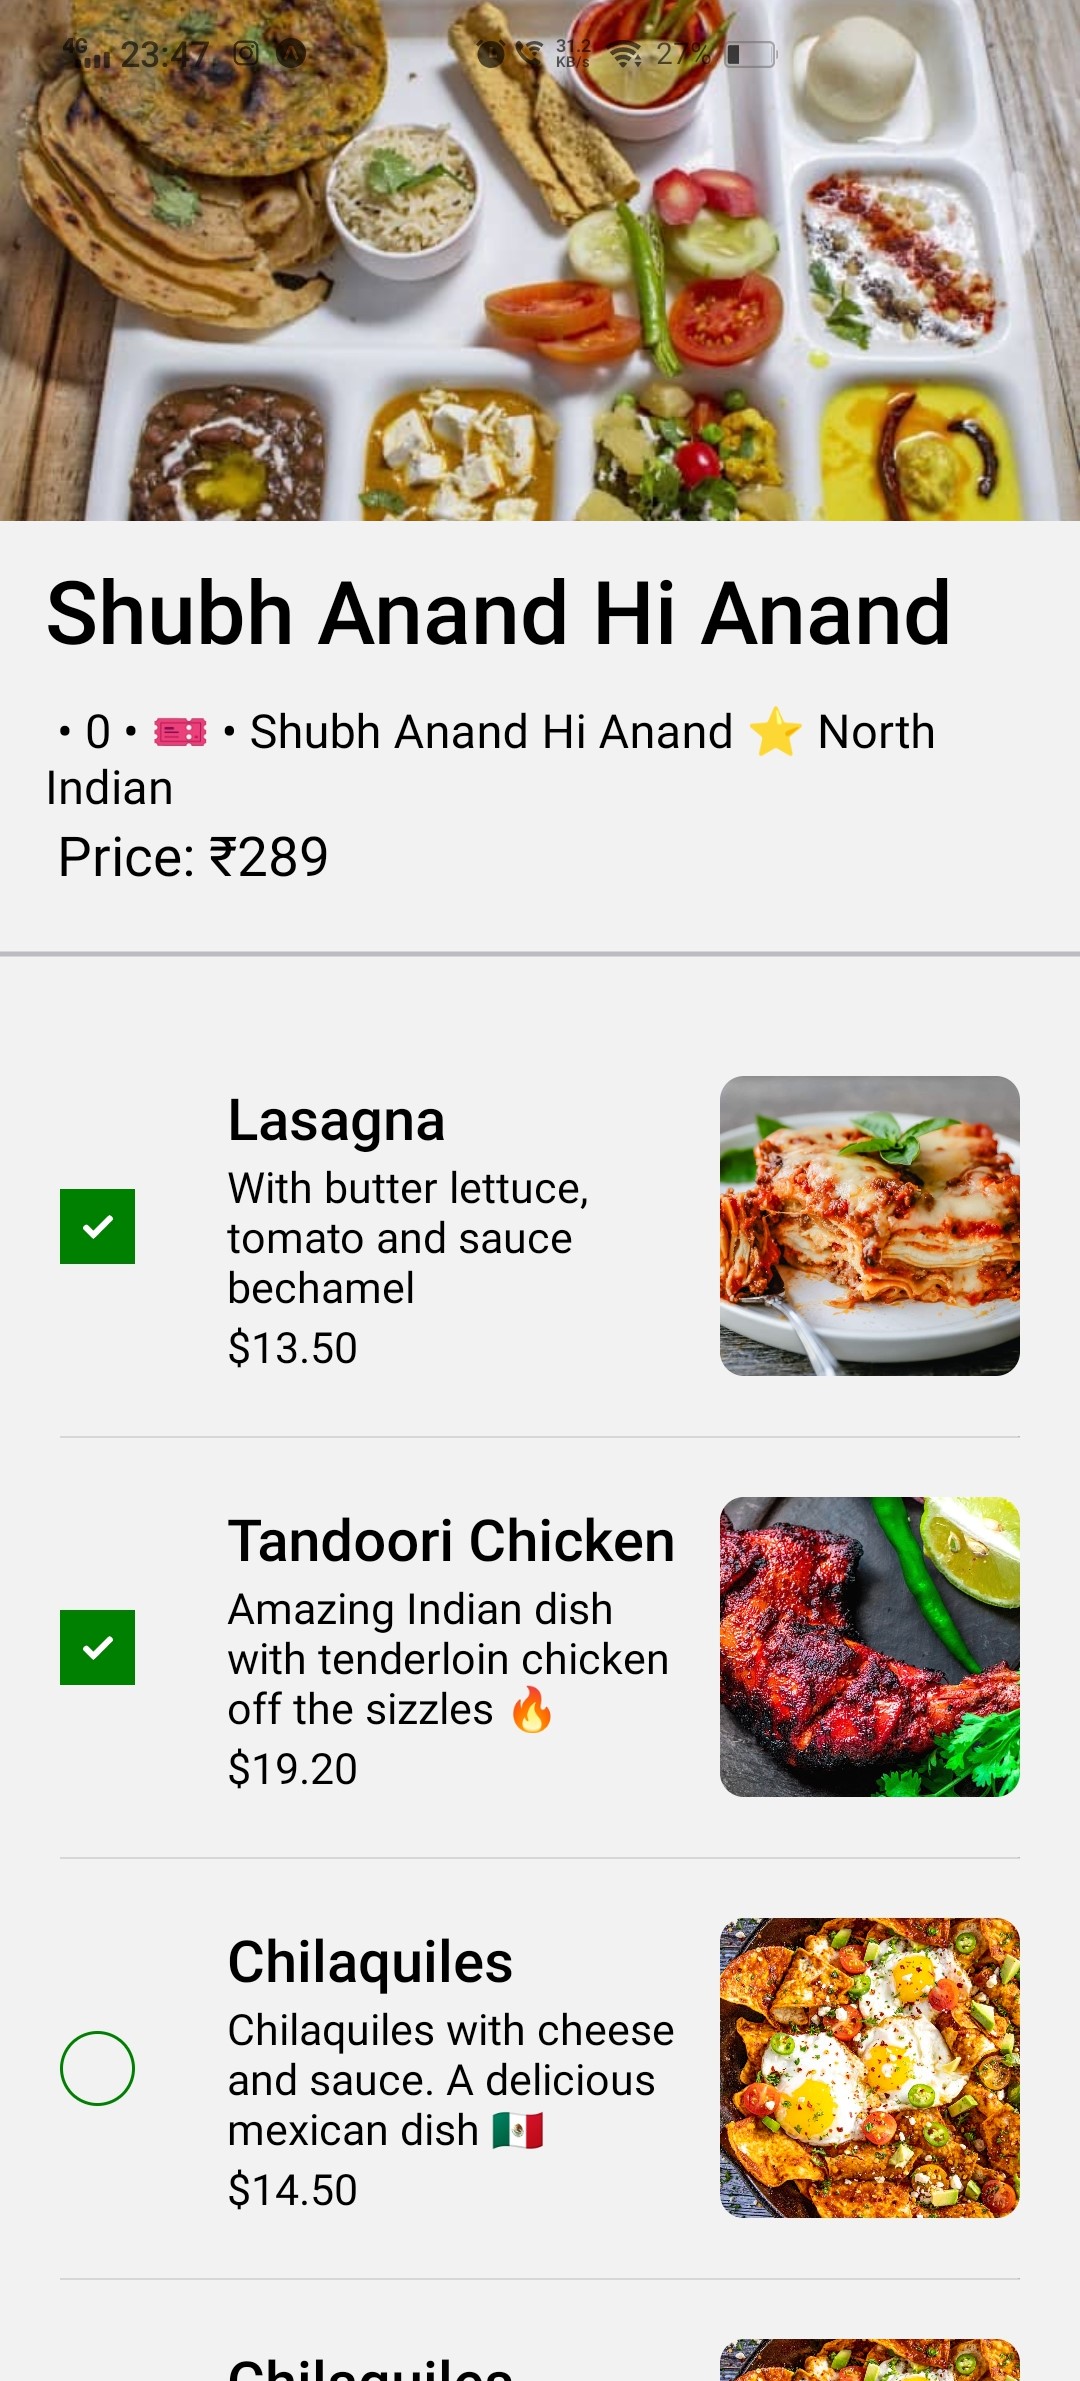 4G 23:47 31.2 KB/s 27%
Shubh Anand Hi Anand
• 0 • 🎟️ • Shubh Anand Hi Anand ⭐ North
Indian
Price: ₹289
Lasagna
With butter lettuce,
tomato and sauce
bechamel
$13.50
Tandoori Chicken
Amazing Indian dish
with tenderloin chicken
off the sizzles 🔥
$19.20
Chilaquiles
Chilaquiles with cheese
and sauce. A delicious
mexican dish 🇲🇽
$14.50
Chilaquiles